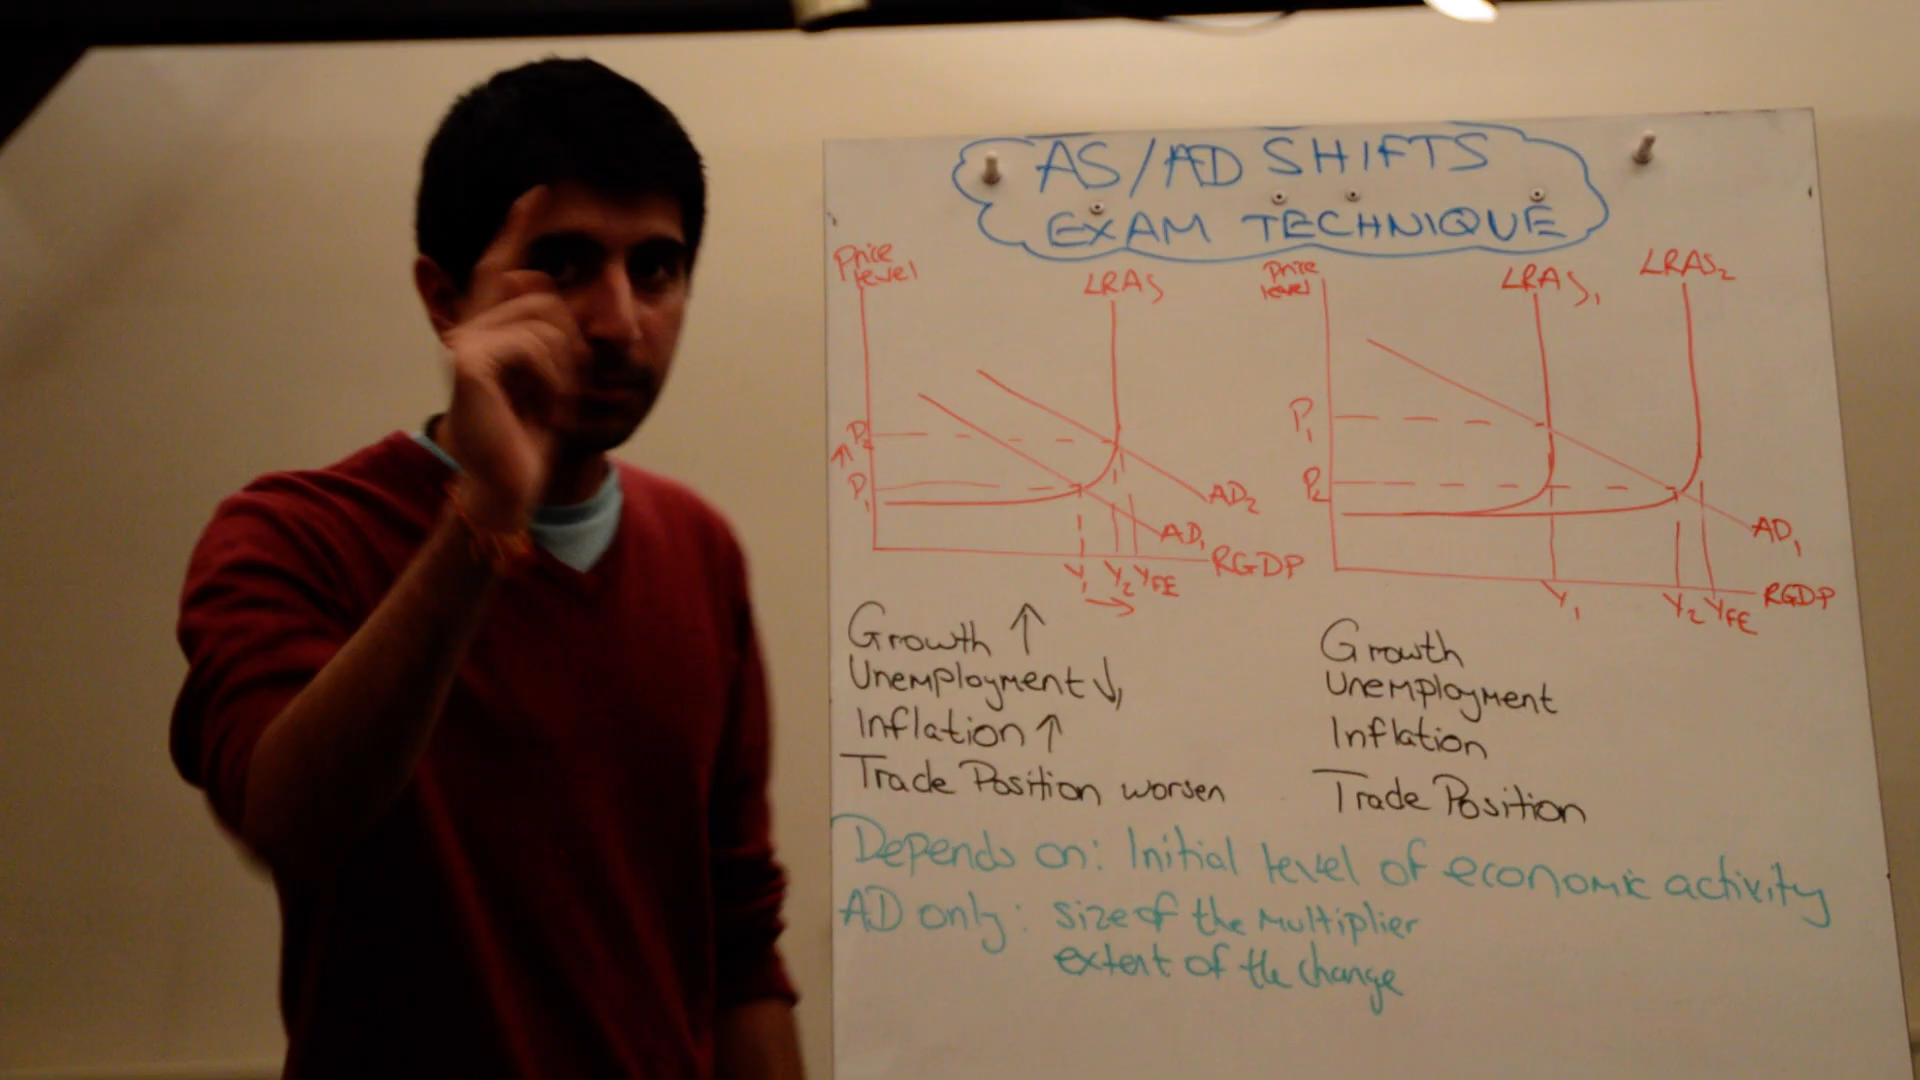 AS/AD SHIFTS
EXAM TECHNIQUE
Price level
LRAS
P2
↑
P1
AD2
AD1
RGDP
Y1 Y2 YFE
→
Price level
LRAS1
LRAS2
P1
P2
AD1
RGDP
Y1 Y2 YFE
Growth ↑
Unemployment ↓
Inflation ↑
Trade Position worsen
Growth
Unemployment
Inflation
Trade Position
Depends on: Initial level of economic activity
AD only: size of the multiplier
extent of the change